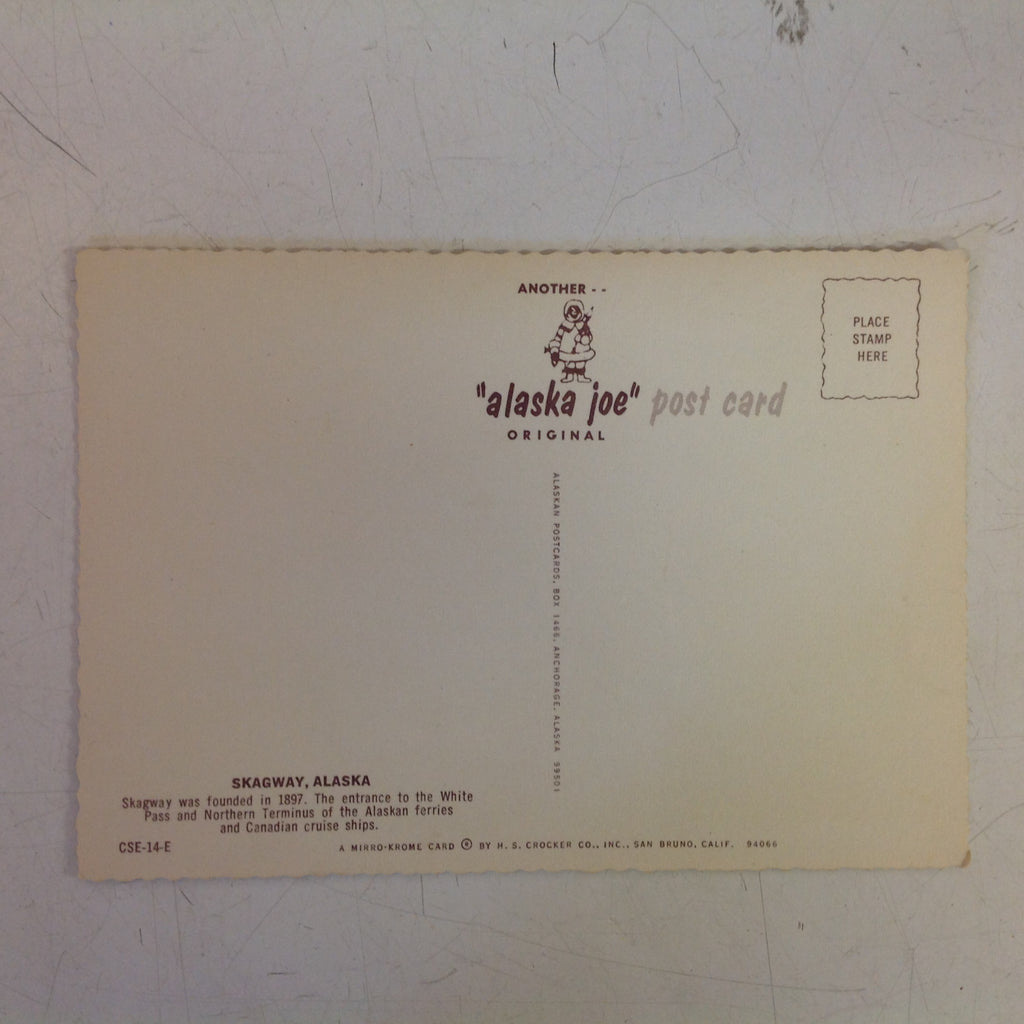 ANOTHER - -
"alaska joe" post card
ORIGINAL
PLACE
STAMP
HERE
ALASKAN POSTCARDS, BOX 1466, ANCHORAGE, ALASKA 99501
SKAGWAY, ALASKA
Skagway was founded in 1897. The entrance to the White
Pass and Northern Terminus of the Alaskan ferries
and Canadian cruise ships.
CSE-14-E
A MIRRO-KROME CARD ® BY H. S. CROCKER CO., INC., SAN BRUNO, CALIF. 94066